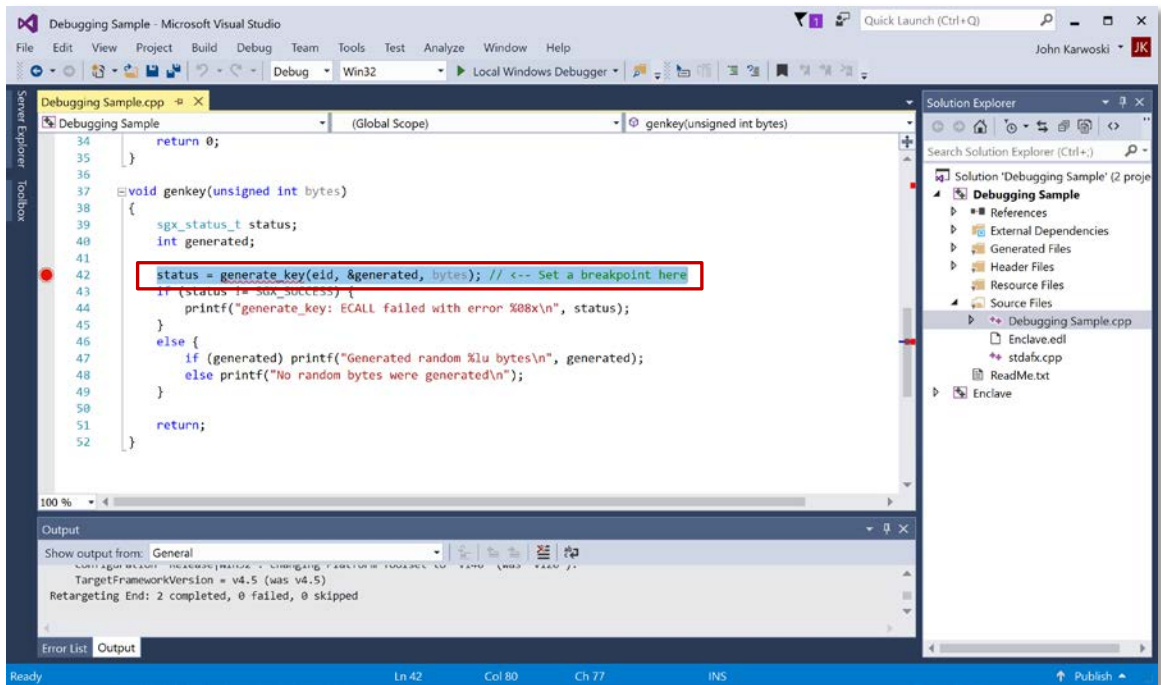 Debugging Sample - Microsoft Visual Studio
1
Quick Launch (Ctrl+Q)
File Edit View Project Build Debug Team Tools Test Analyze Window Help
John Karwoski JK
Debug Win32 Local Windows Debugger
Server Explorer
Toolbox
Debugging Sample.cpp
Debugging Sample (Global Scope) genkey(unsigned int bytes)
34 return 0;
35 }
36
37 void genkey(unsigned int bytes)
38 {
39 sgx_status_t status;
40 int generated;
41
42 status = generate_key(eid, &generated, bytes); // <-- Set a breakpoint here
43 if (status != SGX_SUCCESS) {
44 printf("generate_key: ECALL failed with error %08x\n", status);
45 }
46 else {
47 if (generated) printf("Generated random %lu bytes\n", generated);
48 else printf("No random bytes were generated\n");
49 }
50
51 return;
52 }
100 %
Solution Explorer
Search Solution Explorer (Ctrl+;)
Solution 'Debugging Sample' (2 proje
Debugging Sample
References
External Dependencies
Generated Files
Header Files
Resource Files
Source Files
Debugging Sample.cpp
Enclave.edl
stdafx.cpp
ReadMe.txt
Enclave
Output
Show output from: General
TargetFrameworkVersion = v4.5 (was v4.5)
Retargeting End: 2 completed, 0 failed, 0 skipped
Error List Output
Ready Ln 42 Col 80 Ch 77 INS Publish